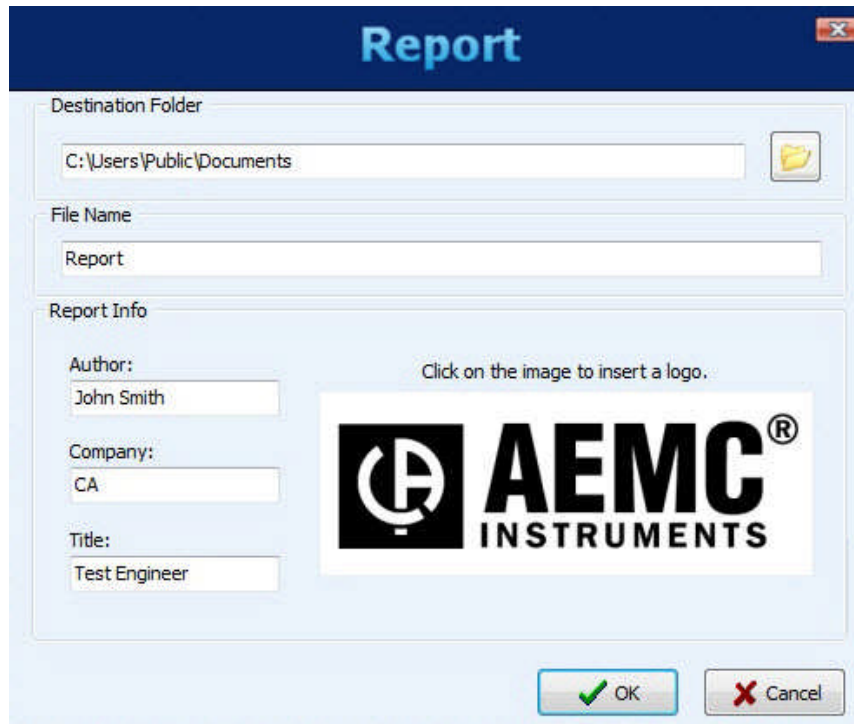 Report
Destination Folder
C:\Users\Public\Documents
File Name
Report
Report Info
Author:
John Smith
Company:
CA
Title:
Test Engineer
Click on the image to insert a logo.
AEMC®
INSTRUMENTS
OK
Cancel